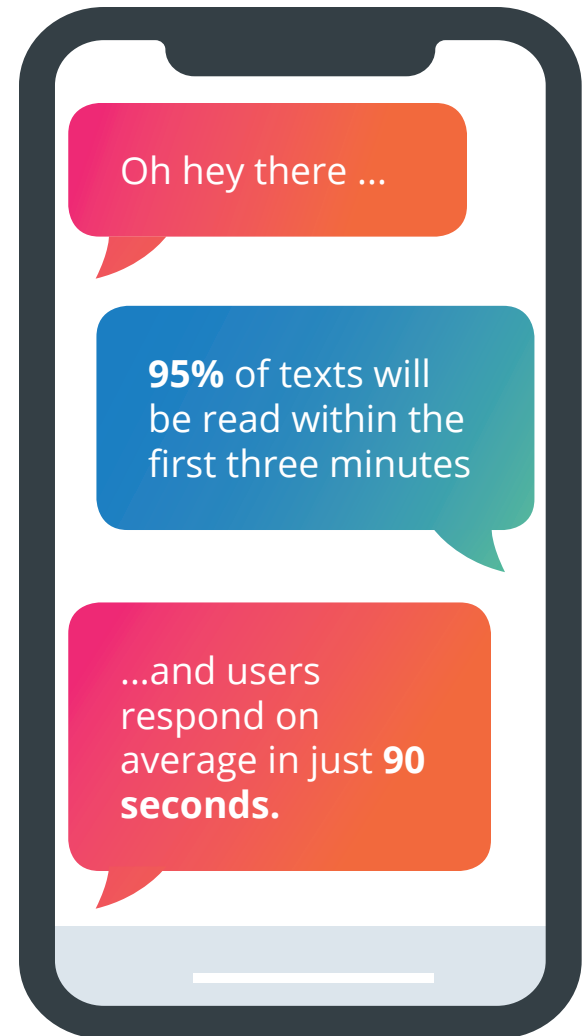 Oh hey there ...
95% of texts will
be read within the
first three minutes
...and users
respond on
average in just 90
seconds.